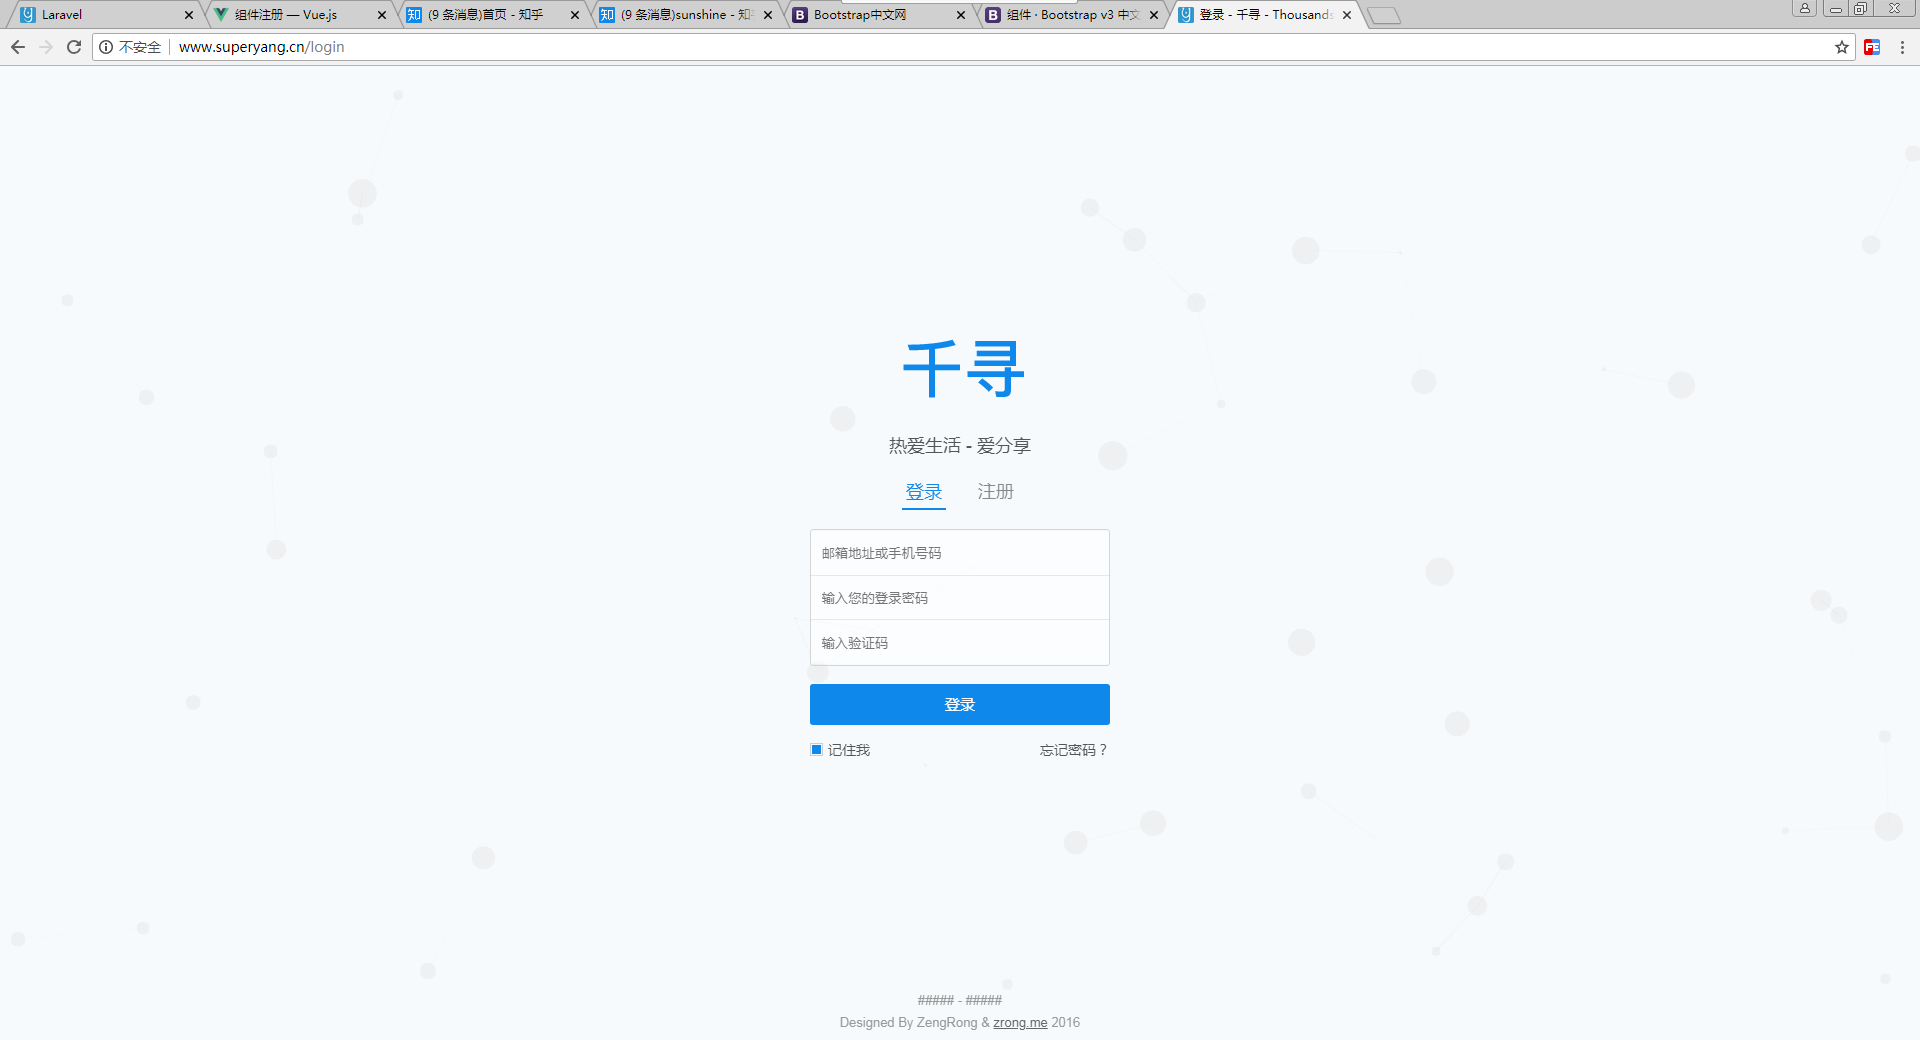 Laravel
组件注册 — Vue.js
(9 条消息)首页 - 知乎
(9 条消息)sunshine - 知
Bootstrap中文网
组件 · Bootstrap v3 中文
登录 - 千寻 - Thousands
不安全 www.superyang.cn/login
千寻
热爱生活 - 爱分享
登录 注册
邮箱地址或手机号码
输入您的登录密码
输入验证码
登录
记住我 忘记密码？
##### - #####
Designed By ZengRong & zrong.me 2016